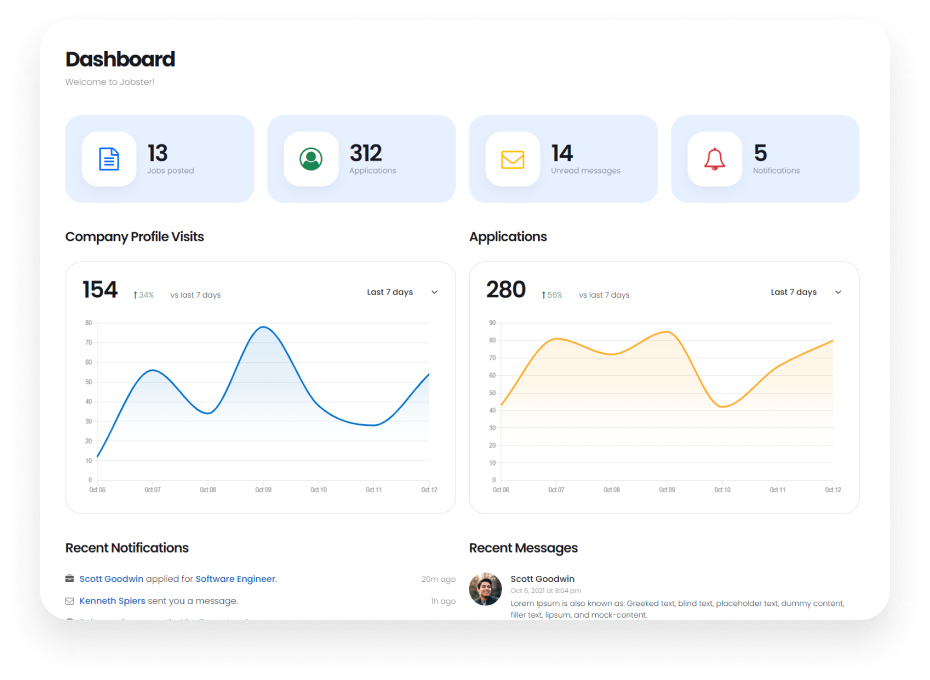 Dashboard
Welcome to Jobster!
13
Jobs posted
312
Applications
14
Unread messages
5
Notifications
Company Profile Visits
154
34%
vs last 7 days
Last 7 days
80
70
60
50
40
30
20
10
0
Oct 06
Oct 07
Oct 08
Oct 09
Oct 10
Oct 11
Oct 12
Applications
280
56%
vs last 7 days
Last 7 days
90
80
70
60
50
40
30
20
10
0
Oct 06
Oct 07
Oct 08
Oct 09
Oct 10
Oct 11
Oct 12
Recent Notifications
Scott Goodwin applied for Software Engineer. 20m ago
Kenneth Spiers sent you a message. 1h ago
Recent Messages
Scott Goodwin
Oct 6, 2021 at 8:04 pm
Lorem Ipsum is also known as: Greeked text, blind text, placeholder text, dummy content,
filler text, lipsum, and mock-content.